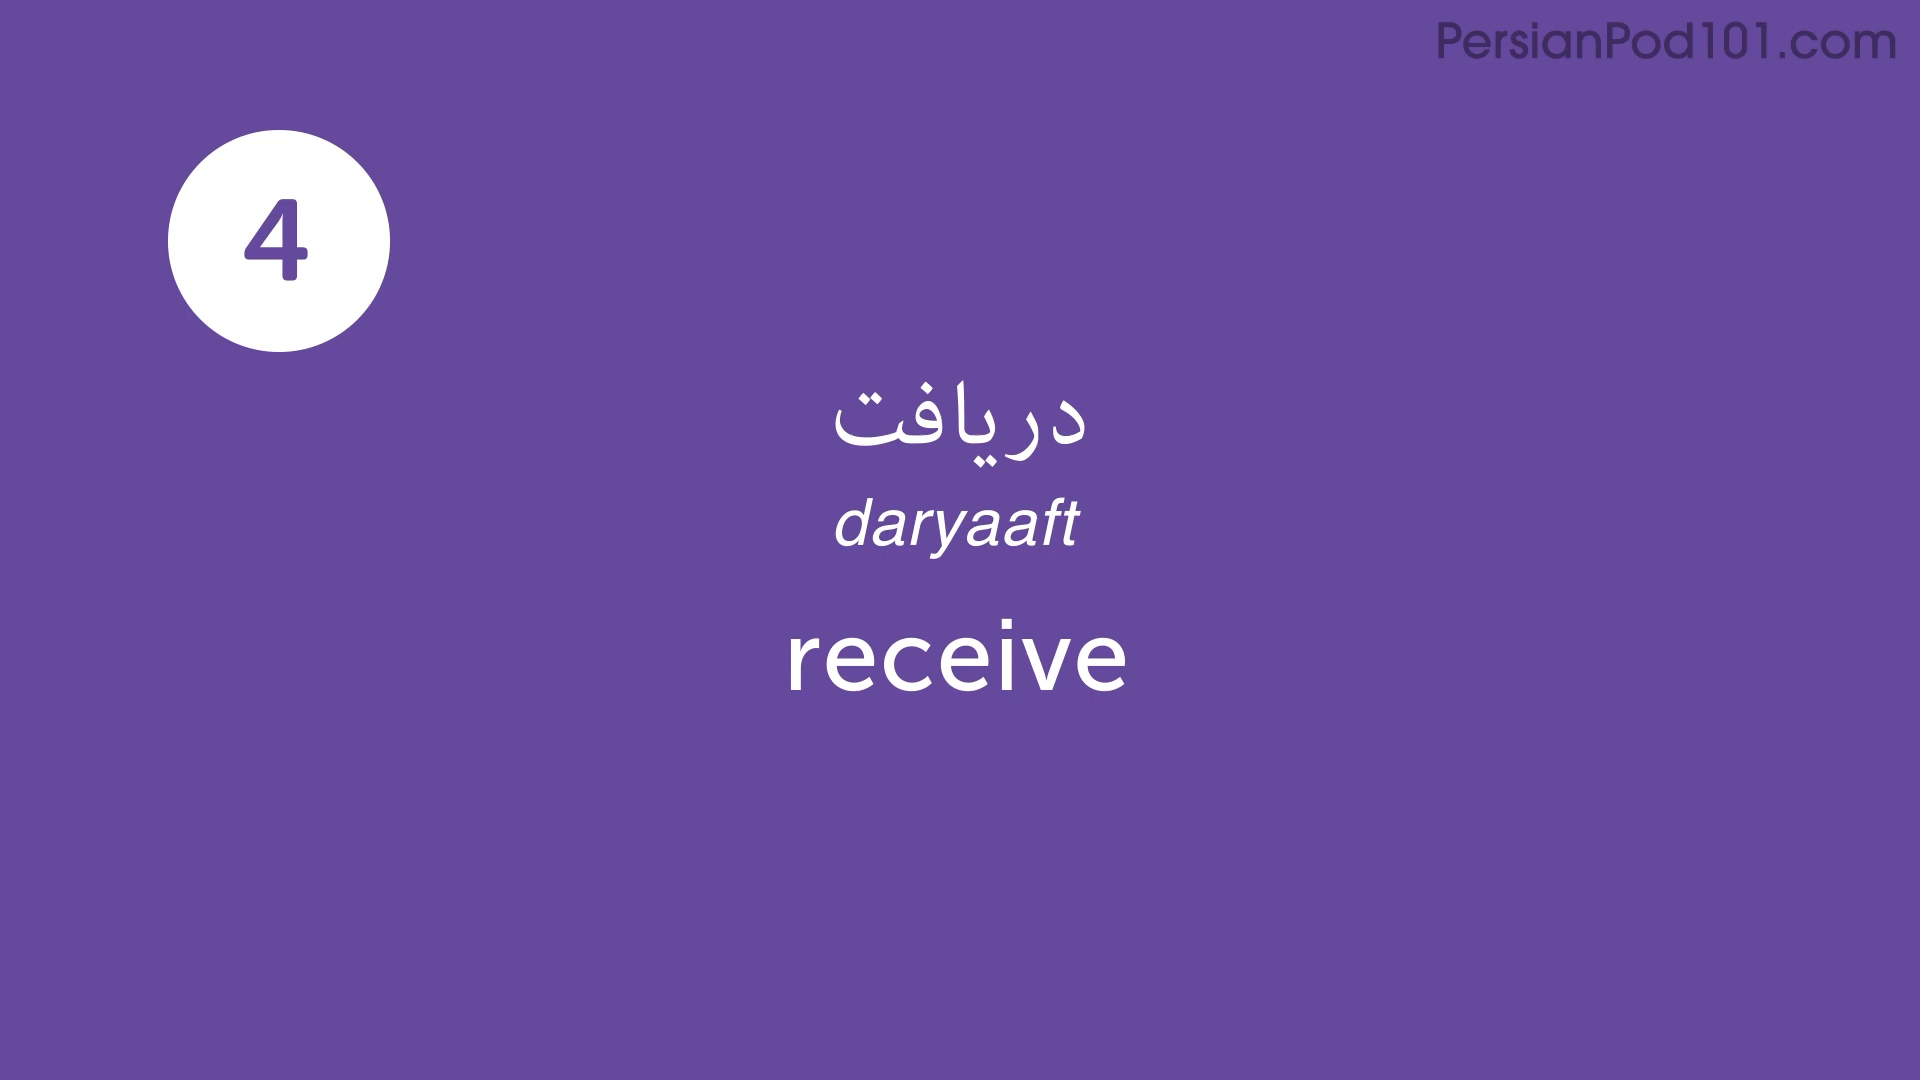 PersianPod101.com
4
دریافت
daryaaft
receive